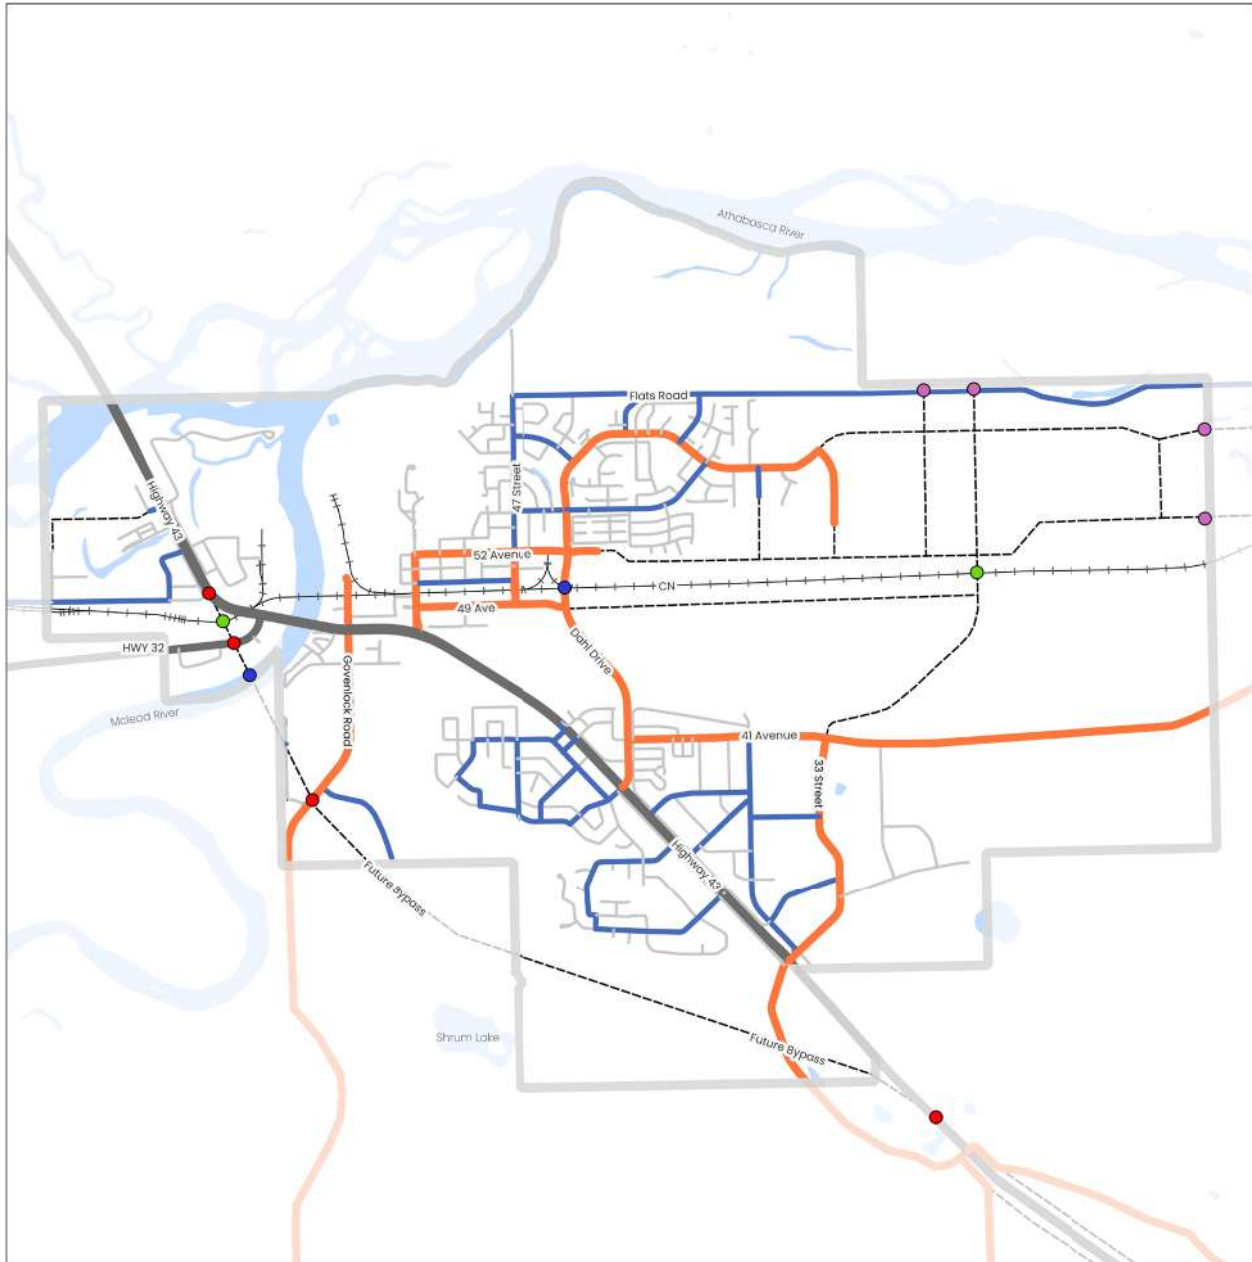 Athabasca River
Flats Road
Highway 43
47 Street
52 Avenue
CN
49 Ave
HWY 32
Dahl Drive
Govenlock Road
Mcleod River
41 Avenue
33 Street
Highway 43
Future Bypass
Shrum Lake
Future Bypass